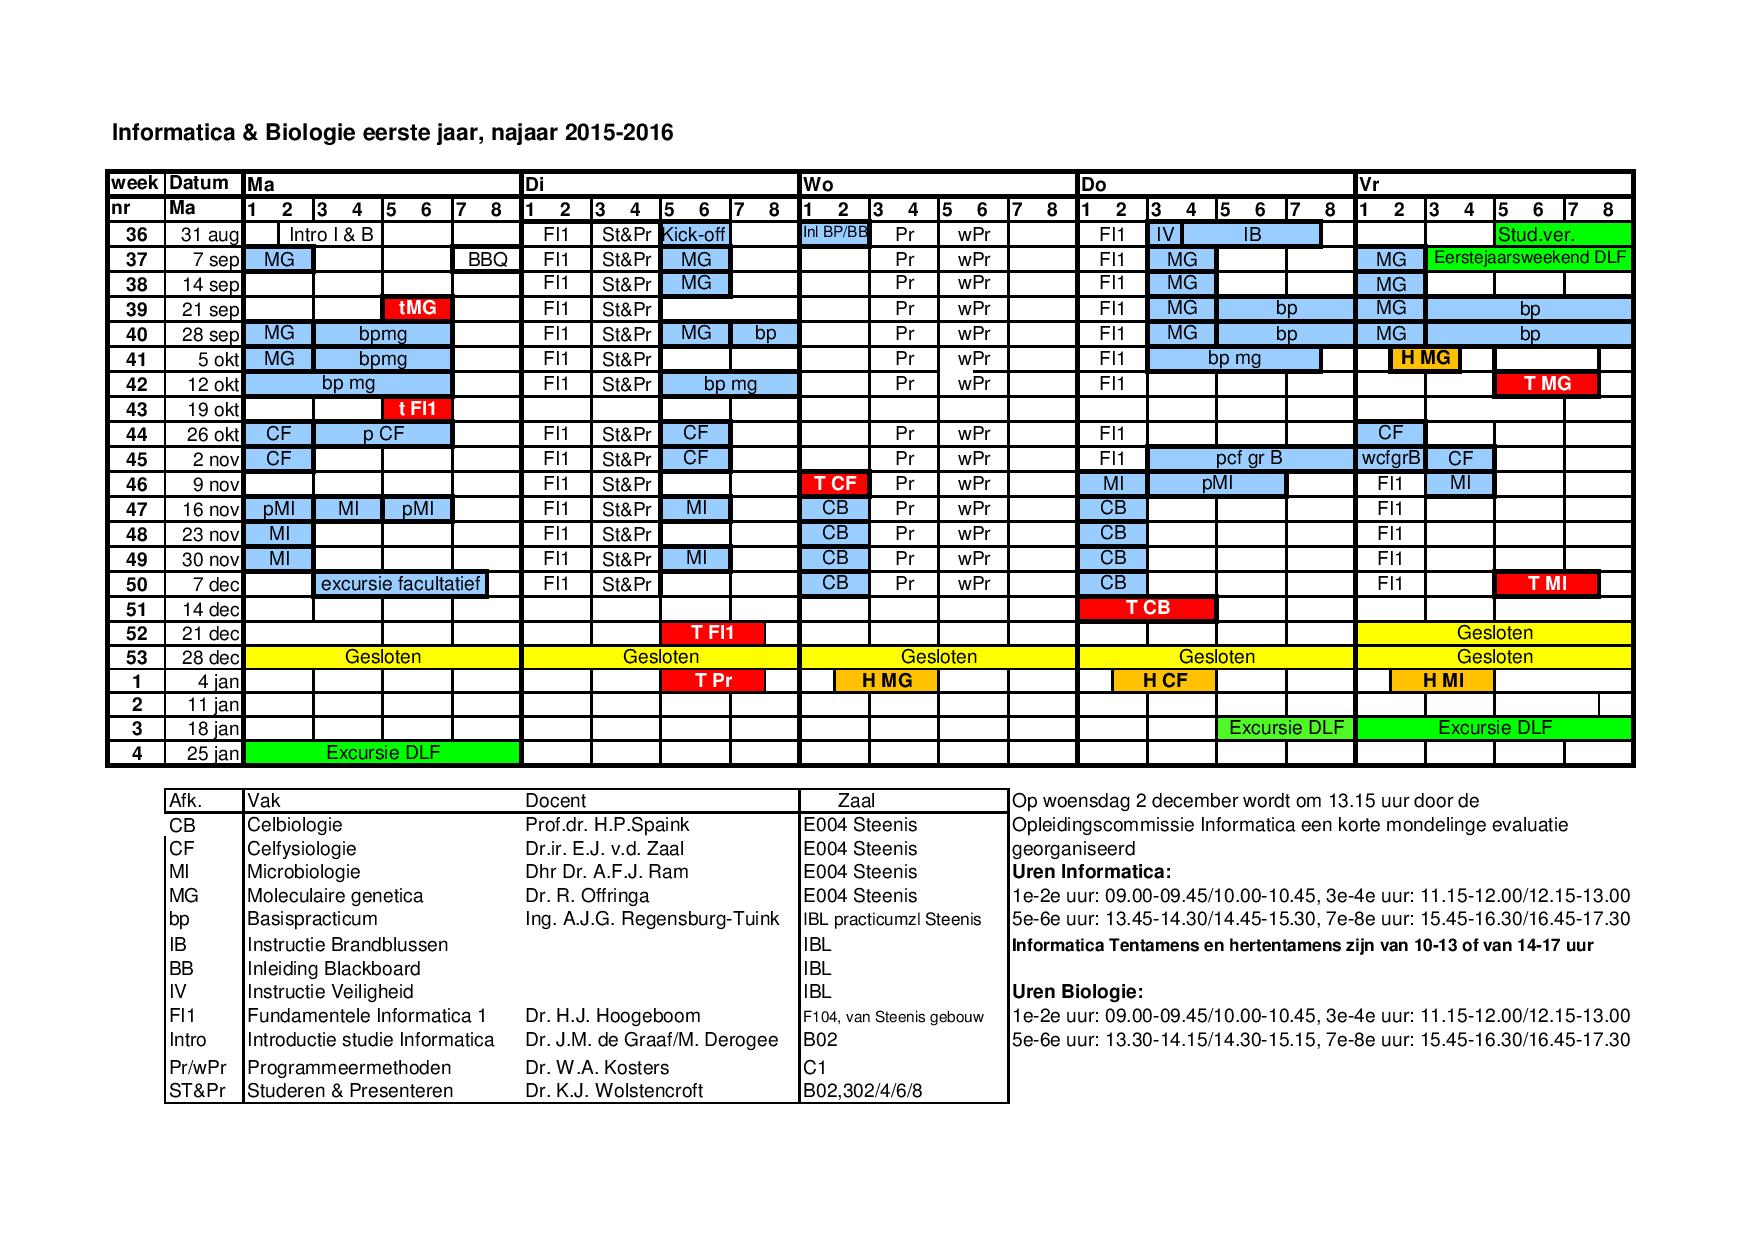 Informatica & Biologie eerste jaar, najaar 2015-2016
week Datum Ma Di Wo Do Vr
nr Ma 1 2 3 4 5 6 7 8 1 2 3 4 5 6 7 8 1 2 3 4 5 6 7 8 1 2 3 4 5 6 7 8 1 2 3 4 5 6 7 8
36 31 aug Intro I & B FI1 St&Pr Kick-off Inl BP/BB Pr wPr FI1 IV IB Stud.ver.
37 7 sep MG BBQ FI1 St&Pr MG Pr wPr FI1 MG MG Eerstejaarsweekend DLF
38 14 sep FI1 St&Pr MG Pr wPr FI1 MG MG
39 21 sep tMG FI1 St&Pr Pr wPr FI1 MG bp MG bp
40 28 sep MG bpmg FI1 St&Pr MG bp Pr wPr FI1 MG bp MG bp
41 5 okt MG bpmg FI1 St&Pr Pr wPr FI1 bp mg H MG
42 12 okt bp mg FI1 St&Pr bp mg Pr wPr FI1 T MG
43 19 okt t FI1
44 26 okt CF p CF FI1 St&Pr CF Pr wPr FI1 CF
45 2 nov CF FI1 St&Pr CF Pr wPr FI1 pcf gr B wcfgrB CF
46 9 nov FI1 St&Pr T CF Pr wPr MI pMI FI1 MI
47 16 nov pMI MI pMI FI1 St&Pr MI CB Pr wPr CB FI1
48 23 nov MI FI1 St&Pr CB Pr wPr CB FI1
49 30 nov MI FI1 St&Pr MI CB Pr wPr CB FI1
50 7 dec excursie facultatief FI1 St&Pr CB Pr wPr CB FI1 T MI
51 14 dec T CB
52 21 dec T FI1 Gesloten
53 28 dec Gesloten Gesloten Gesloten Gesloten Gesloten
1 4 jan T Pr H MG H CF H MI
2 11 jan
3 18 jan Excursie DLF Excursie DLF
4 25 jan Excursie DLF
Afk. Vak Docent Zaal Op woensdag 2 december wordt om 13.15 uur door de
CB Celbiologie Prof.dr. H.P.Spaink E004 Steenis Opleidingscommissie Informatica een korte mondelinge evaluatie
CF Celfysiologie Dr.ir. E.J. v.d. Zaal E004 Steenis georganiseerd
MI Microbiologie Dhr Dr. A.F.J. Ram E004 Steenis Uren Informatica:
MG Moleculaire genetica Dr. R. Offringa E004 Steenis 1e-2e uur: 09.00-09.45/10.00-10.45, 3e-4e uur: 11.15-12.00/12.15-13.00
bp Basispracticum Ing. A.J.G. Regensburg-Tuink IBL practicumzl Steenis 5e-6e uur: 13.45-14.30/14.45-15.30, 7e-8e uur: 15.45-16.30/16.45-17.30
IB Instructie Brandblussen IBL Informatica Tentamens en hertentamens zijn van 10-13 of van 14-17 uur
BB Inleiding Blackboard IBL
IV Instructie Veiligheid IBL Uren Biologie:
FI1 Fundamentele Informatica 1 Dr. H.J. Hoogeboom F104, van Steenis gebouw 1e-2e uur: 09.00-09.45/10.00-10.45, 3e-4e uur: 11.15-12.00/12.15-13.00
Intro Introductie studie Informatica Dr. J.M. de Graaf/M. Derogee B02 5e-6e uur: 13.30-14.15/14.30-15.15, 7e-8e uur: 15.45-16.30/16.45-17.30
Pr/wPr Programmeermethoden Dr. W.A. Kosters C1
ST&Pr Studeren & Presenteren Dr. K.J. Wolstencroft B02,302/4/6/8